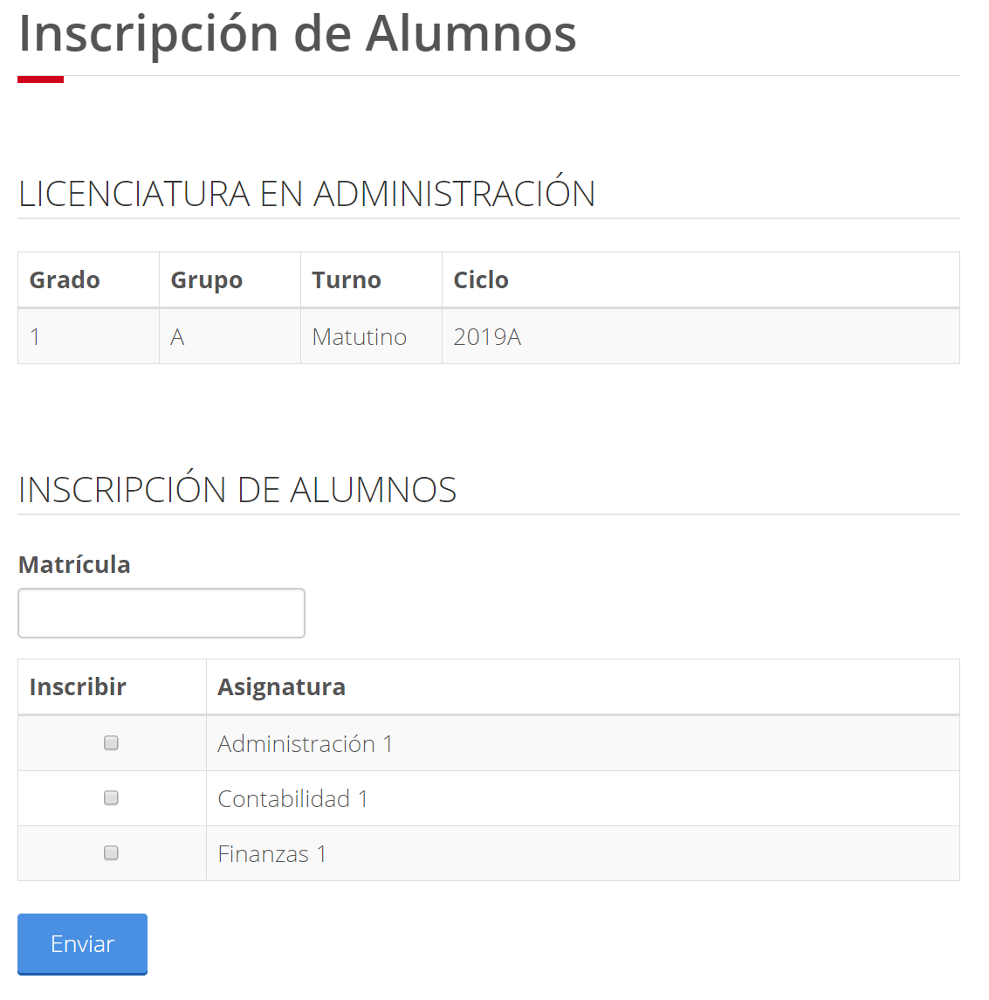 Inscripción de Alumnos
LICENCIATURA EN ADMINISTRACIÓN
Grado Grupo Turno Ciclo
1 A Matutino 2019A
INSCRIPCIÓN DE ALUMNOS
Matrícula
Inscribir Asignatura
Administración 1
Contabilidad 1
Finanzas 1
Enviar